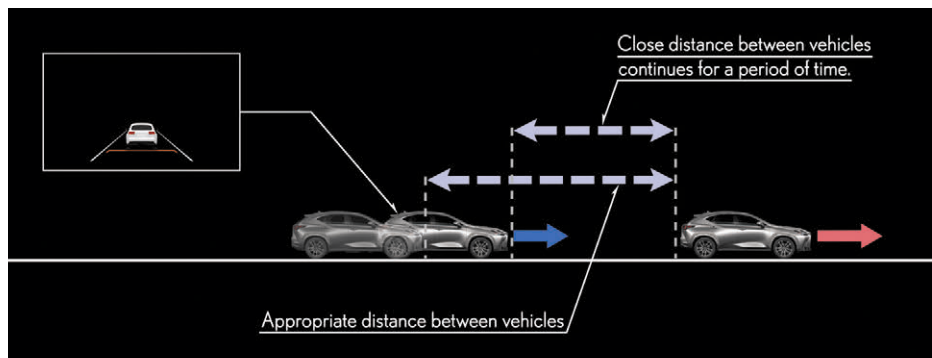 Close distance between vehicles
continues for a period of time.
Appropriate distance between vehicles